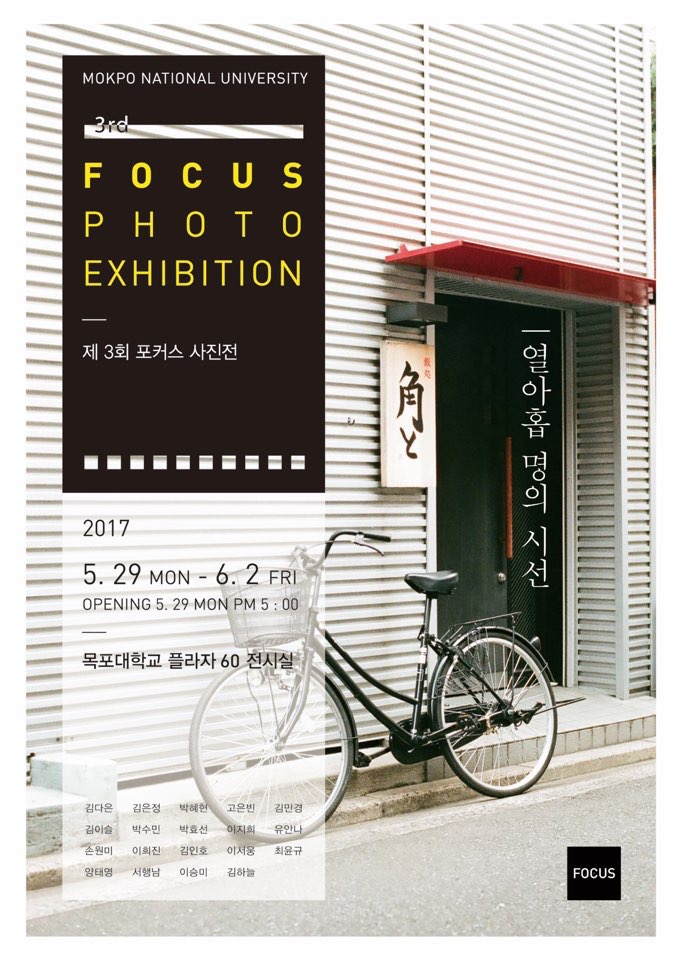 MOKPO NATIONAL UNIVERSITY
3rd
FOCUS
PHOTO
EXHIBITION
제 3회 포커스 사진전
2017
5. 29 MON - 6. 2 FRI
OPENING 5. 29 MON PM 5 : 00
목포대학교 플라자 60 전시실
김다은 김은정 박혜현 고은빈 김민경
김이슬 박수민 박효선 이지희 유안나
손원미 이희진 김인호 이서웅 최윤규
양태영 서행남 이승미 김하늘
열아홉 명의 시선
飯処
角と
FOCUS